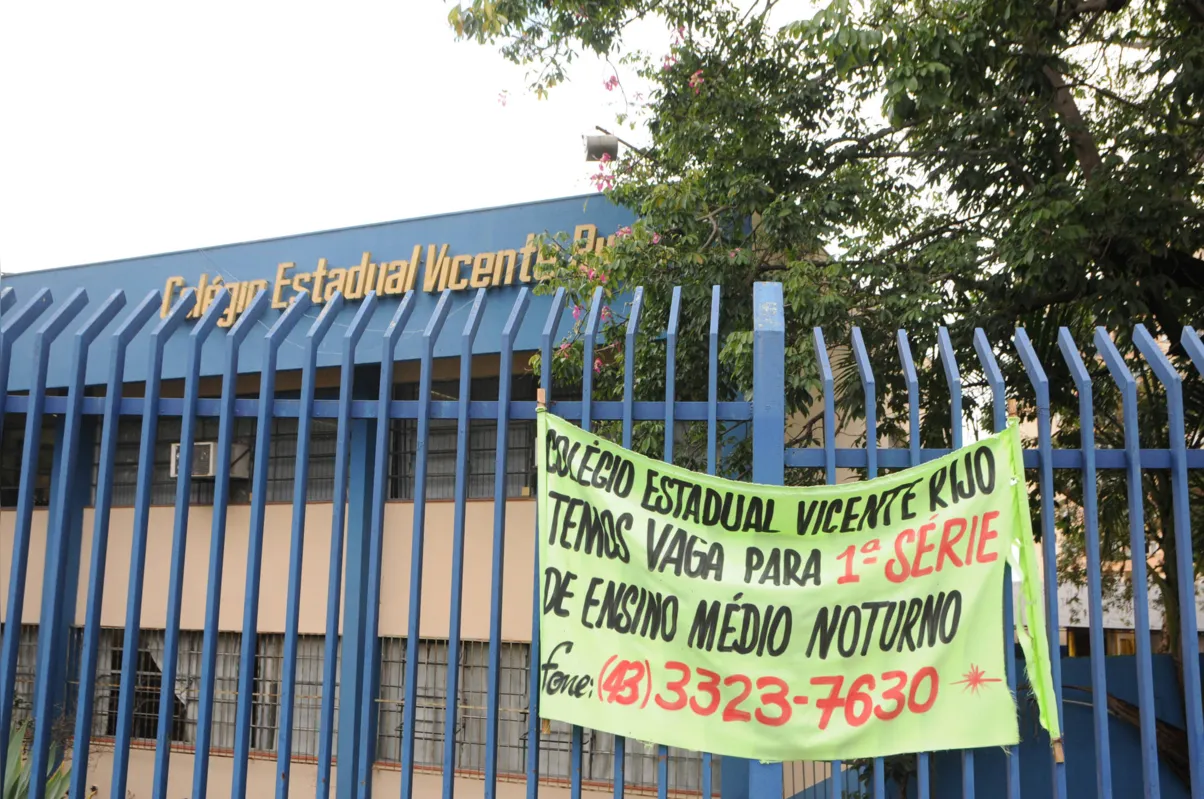 Colégio Estadual Vicente
COLÉGIO ESTADUAL VICENTE RIJO
TEMOS VAGA PARA 1ª SÉRIE
DE ENSINO MÉDIO NOTURNO
fone: (43) 3323-7630